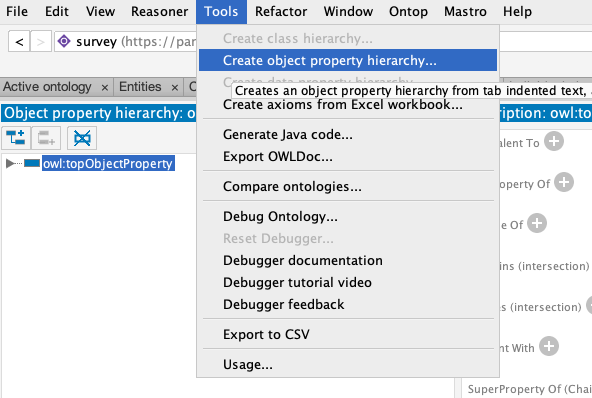 File Edit View Reasoner Tools Refactor Window Ontop Mastro Help
< > survey (https://par
Create class hierarchy...
Create object property hierarchy...
Create data property hierarchy...
Creates an object property hierarchy from tab indented text,
Create axioms from Excel workbook...
Active ontology × Entities ×
Object property hierarchy: o
ription: owl:to
Generate Java code...
alent To
Export OWLDoc...
owl:topObjectProperty
Compare ontologies...
roperty Of
Debug Ontology...
e Of
Reset Debugger...
Debugger documentation
ins (intersection)
Debugger tutorial video
Debugger feedback
s (intersection)
Export to CSV
nt With
Usage...
SuperProperty Of (Chai